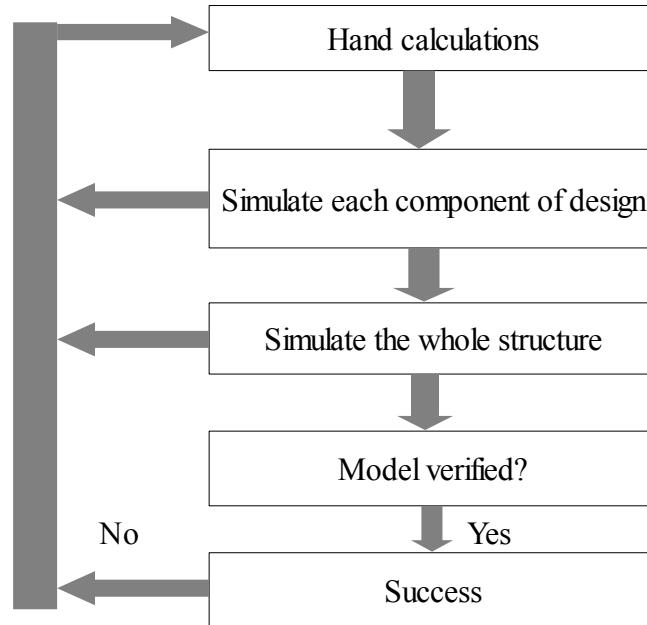 Hand calculations
Simulate each component of design
Simulate the whole structure
Model verified?
No
Yes
Success